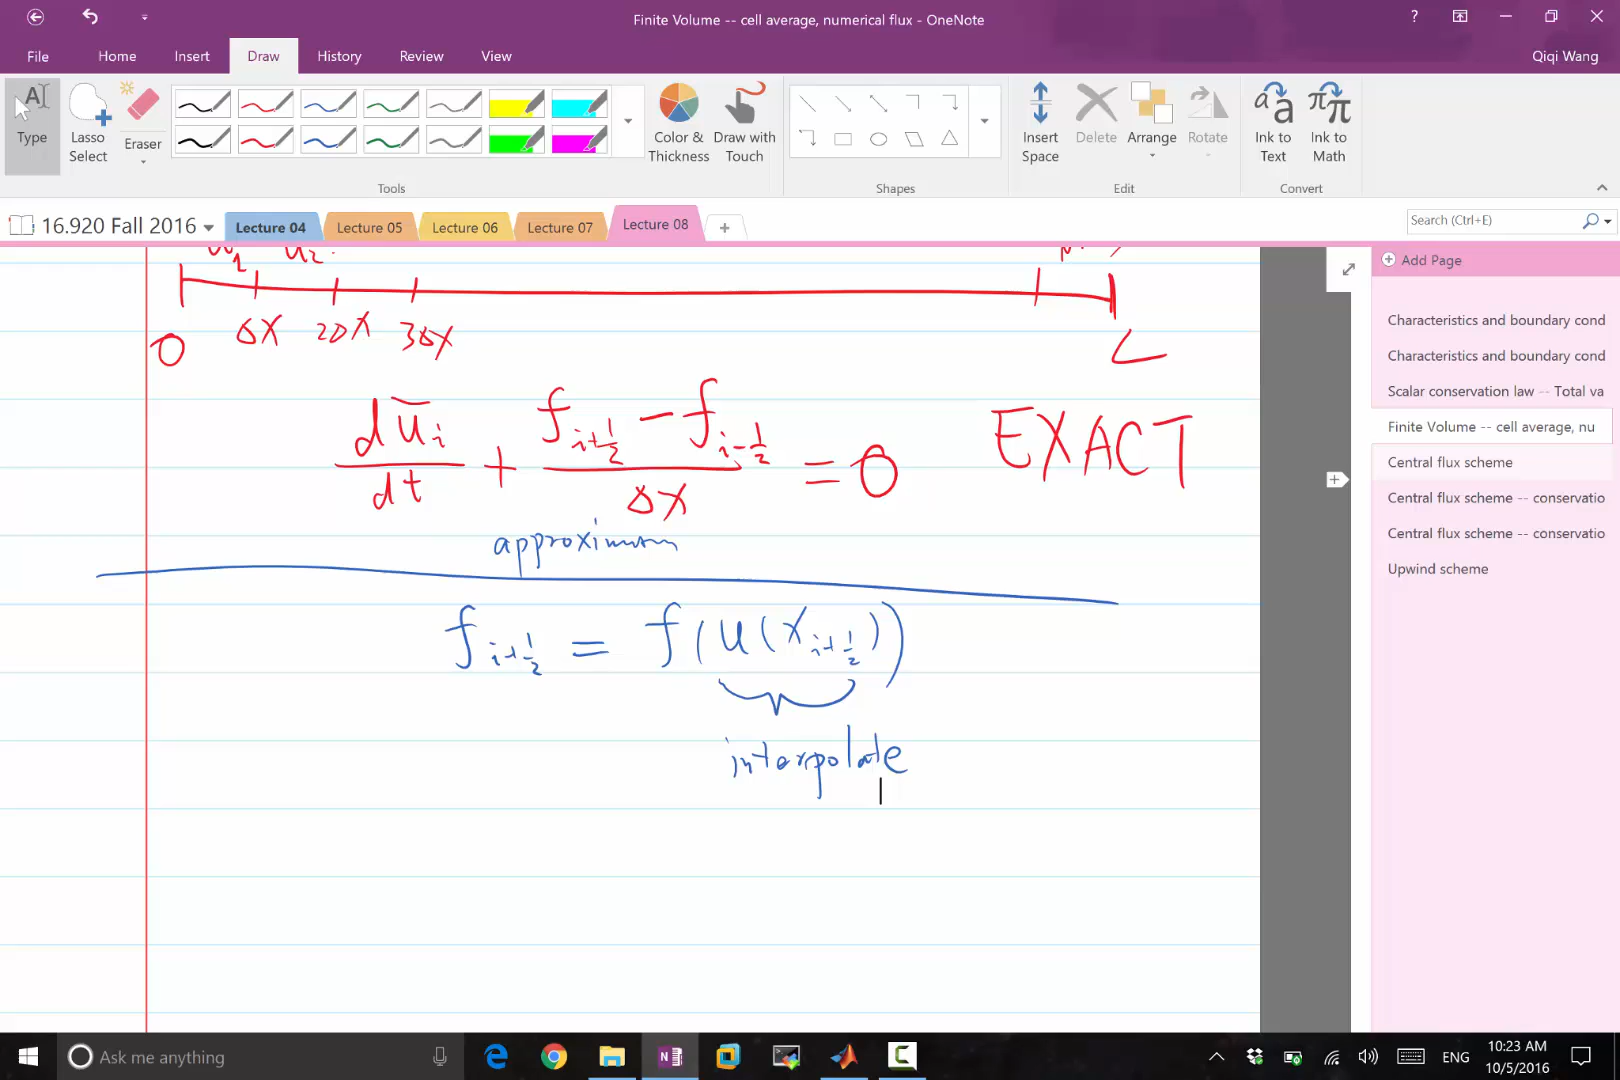 Finite Volume -- cell average, numerical flux - OneNote
?
File Home Insert Draw History Review View
Qiqi Wang
Type
Lasso Select
Eraser
Color & Thickness
Draw with Touch
Insert Space
Delete
Arrange
Rotate
Ink to Text
Ink to Math
Tools
Shapes
Edit
Convert
16.920 Fall 2016
Lecture 04
Lecture 05
Lecture 06
Lecture 07
Lecture 08
Search (Ctrl+E)
Add Page
Characteristics and boundary cond
Characteristics and boundary cond
Scalar conservation law -- Total va
Finite Volume -- cell average, nu
Central flux scheme
Central flux scheme -- conservatio
Central flux scheme -- conservatio
Upwind scheme
0 Δx 2Δx 3Δx L
dū_i/dt + (f_{i+1/2} - f_{i-1/2})/Δx = 0 EXACT
f_{i+1/2} = f(u(x_{i+1/2}))
interpolate
Ask me anything
ENG
10:23 AM
10/5/2016